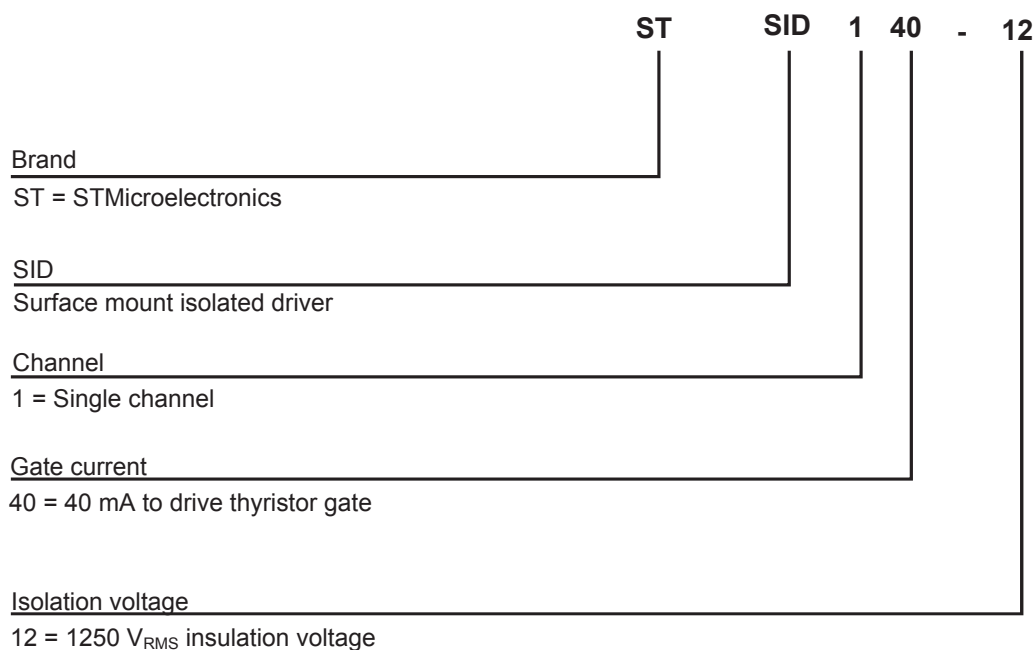 ST SID 1 40 - 12
Brand
ST = STMicroelectronics
SID
Surface mount isolated driver
Channel
1 = Single channel
Gate current
40 = 40 mA to drive thyristor gate
Isolation voltage
12 = 1250 VRMS insulation voltage